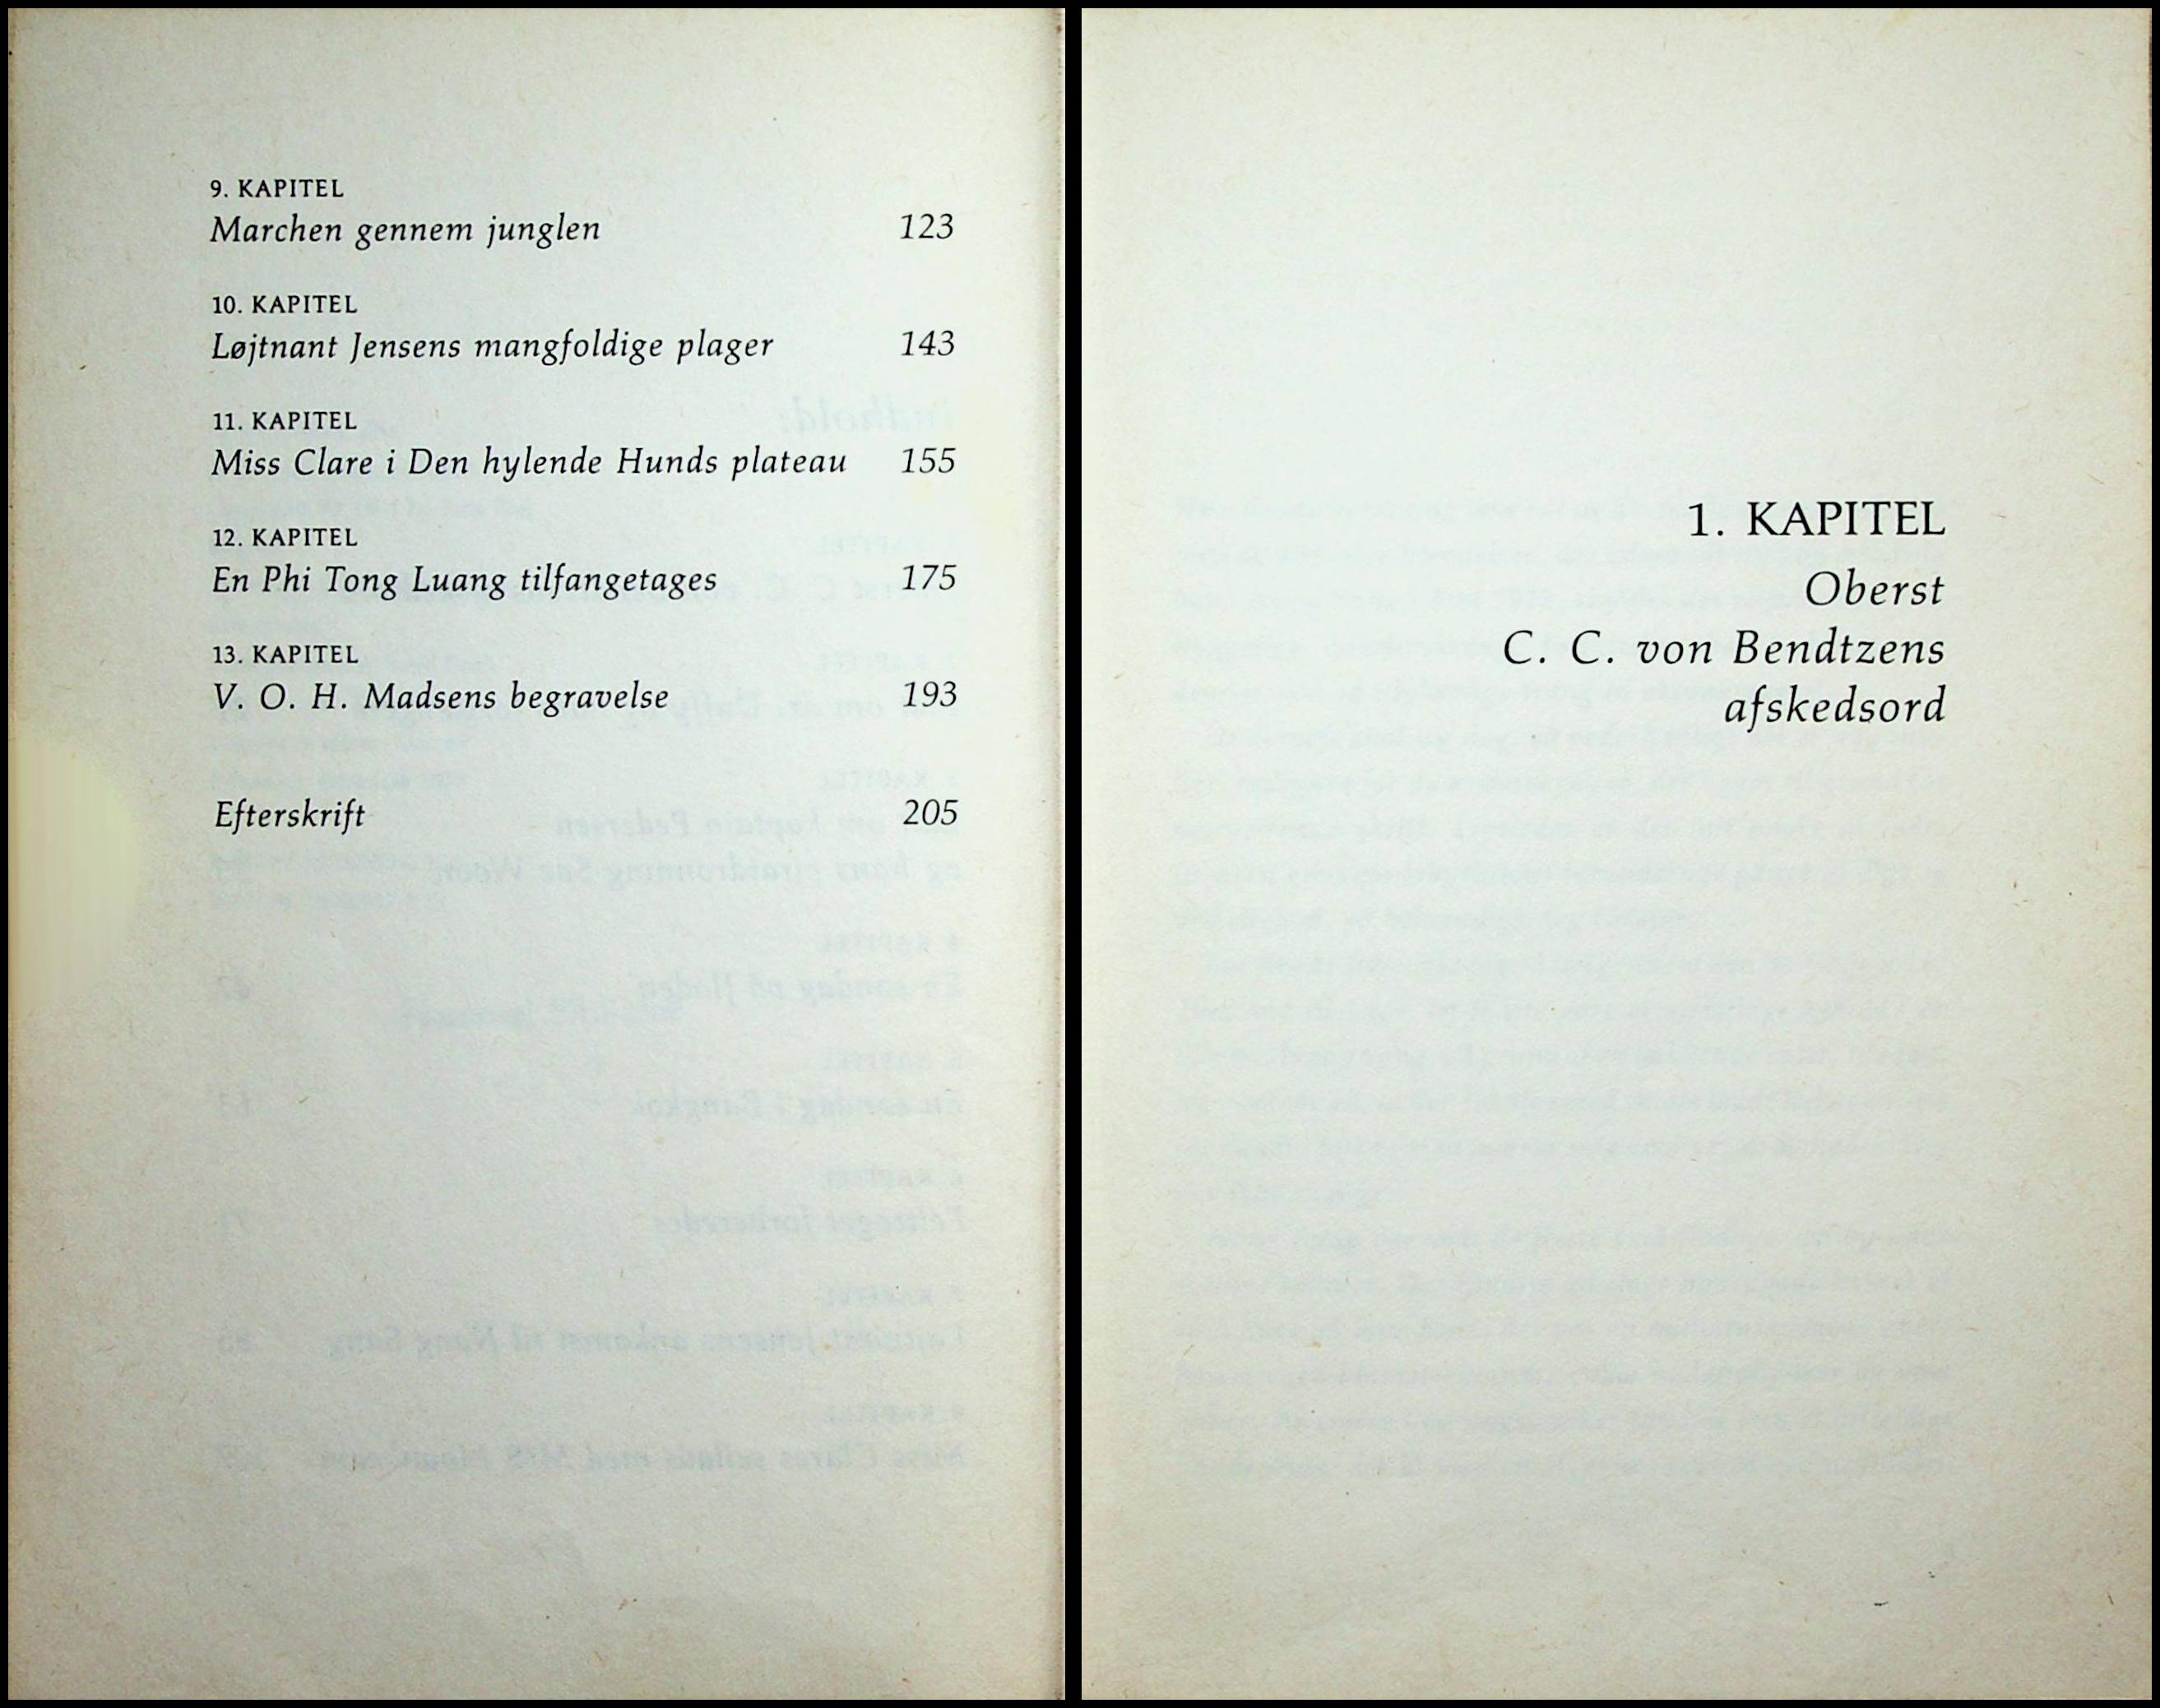 9. KAPITEL
Marchen gennem junglen 123
10. KAPITEL
Løjtnant Jensens mangfoldige plager 143
11. KAPITEL
Miss Clare i Den hylende Hunds plateau 155
12. KAPITEL
En Phi Tong Luang tilfangetages 175
13. KAPITEL
V. O. H. Madsens begravelse 193
Efterskrift 205
1. KAPITEL
Oberst
C. C. von Bendtzens
afskedsord